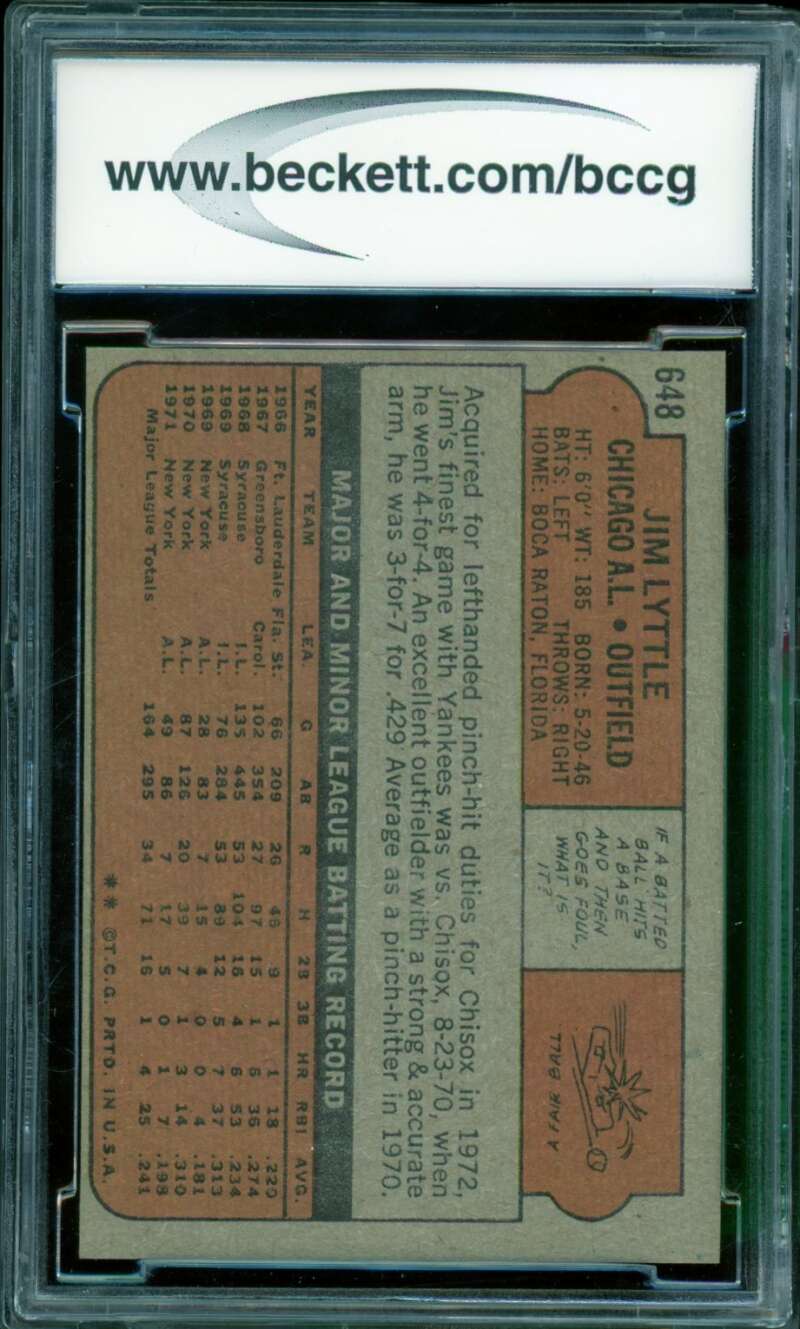 www.beckett.com/bccg
648
JIM LYTTLE
CHICAGO A.L. • OUTFIELD
HT: 6'0" WT: 185 BORN: 5-20-46
BATS: LEFT THROWS: RIGHT
HOME: BOCA RATON, FLORIDA
IF A BATTED
BALL HITS
A BASE
AND THEN
GOES FOUL,
WHAT IS
IT?
A FAIR BALL
Acquired for lefthanded pinch-hit duties for Chisox in 1972,
Jim's finest game with Yankees was vs. Chisox, 8-23-70, when
he went 4-for-4. An excellent outfielder with a strong & accurate
arm, he was 3-for-7 for .429 Average as a pinch-hitter in 1970.
MAJOR AND MINOR LEAGUE BATTING RECORD
YEAR TEAM LEA. G AB R H 2B 3B HR RBI AVG.
1966 Ft. Lauderdale Fla. St. 66 209 26 46 9 1 1 18 .220
1967 Greensboro Carol. 102 354 27 97 15 1 6 36 .274
1968 Syracuse I.L. 135 445 53 104 16 4 6 53 .234
1969 Syracuse I.L. 76 284 53 89 12 5 7 37 .313
1969 New York A.L. 28 83 7 15 4 0 0 4 .181
1970 New York A.L. 87 126 20 39 7 1 3 14 .310
1971 New York A.L. 49 86 7 17 5 0 1 7 .198
Major League Totals 164 295 34 71 16 1 4 25 .241
** ©T.C.G. PRTD. IN U.S.A.